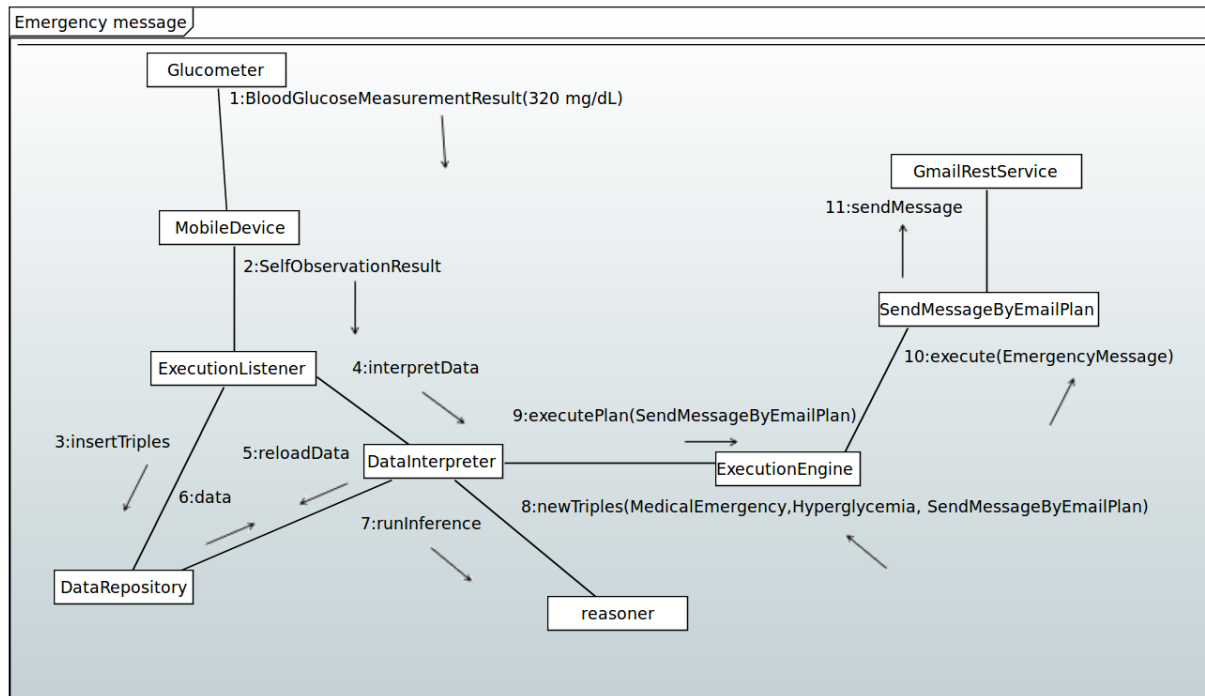 Emergency message
Glucometer
1:BloodGlucoseMeasurementResult(320 mg/dL)
GmailRestService
11:sendMessage
MobileDevice
2:SelfObservationResult
SendMessageByEmailPlan
10:execute(EmergencyMessage)
ExecutionListener
4:interpretData
9:executePlan(SendMessageByEmailPlan)
3:insertTriples
5:reloadData
DataInterpreter
ExecutionEngine
6:data
8:newTriples(MedicalEmergency,Hyperglycemia, SendMessageByEmailPlan)
7:runInference
DataRepository
reasoner